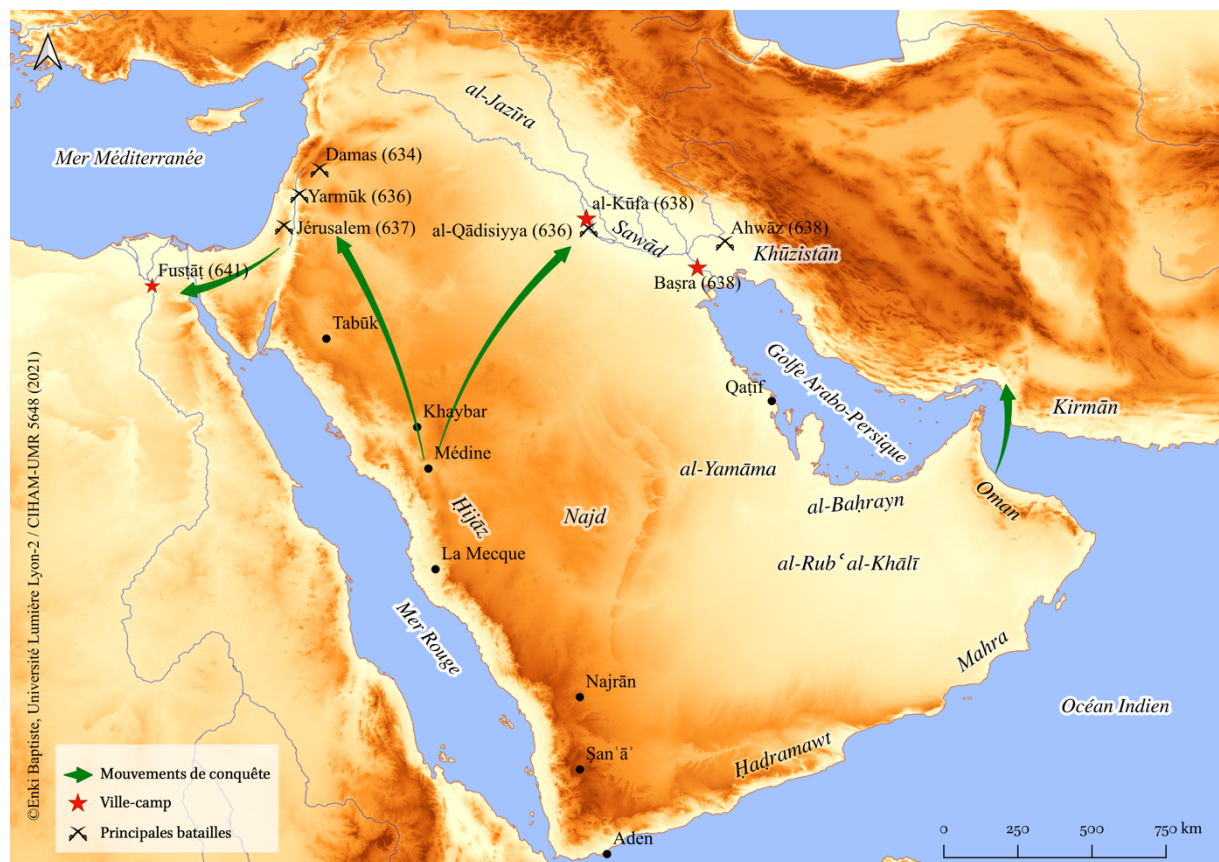 al-Jazīra
Mer Méditerranée
Damas (634)
Yarmūk (636)
Jérusalem (637)
al-Kūfa (638)
al-Qādisiyya (636)
Sawād
Ahwāz (638)
Khūzistān
Fusṭāṭ (641)
Baṣra (638)
Tabūk
Golfe Arabo-Persique
Qaṭīf
Kirmān
Khaybar
Médine
al-Yamāma
al-Baḥrayn
Oman
Ḥijāz
Najd
La Mecque
al-Rubʿ al-Khālī
Mer Rouge
Mahra
Najrān
Océan Indien
Ṣanʿāʾ
Ḥaḍramawt
Aden
Mouvements de conquête
Ville-camp
Principales batailles
0 250 500 750 km
©Enki Baptiste, Université Lumière Lyon-2 / CIHAM-UMR 5648 (2021)